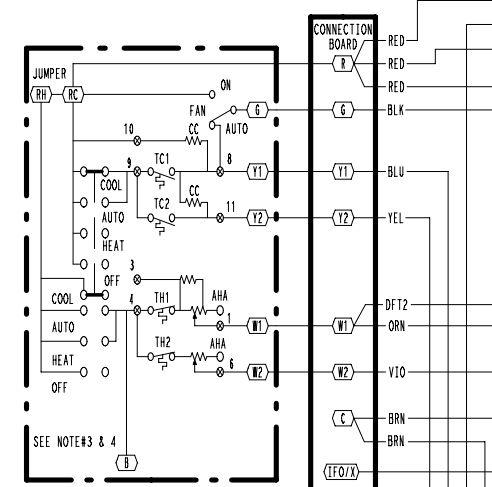 CONNECTION
BOARD
RED
JUMPER
R
RED
ON
RH
RC
RED
FAN
G
G
BLK
10
CC
AUTO
9
TC1
8
Y1
Y1
BLU
COOL
CC
AUTO
TC2
11
Y2
Y2
YEL
HEAT
3
OFF
COOL
4
TH1
AHA
DFT2
1
W1
W1
ORN
AUTO
TH2
AHA
HEAT
6
W2
W2
VIO
OFF
C
BRN
SEE NOTE#3 & 4
BRN
B
IFO/X